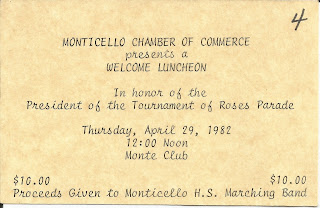 4
MONTICELLO CHAMBER OF COMMERCE
presents a
WELCOME LUNCHEON
In honor of the
President of the Tournament of Roses Parade
Thursday, April 29, 1982
12:00 Noon
Monte Club
$10.00 $10.00
Proceeds Given to Monticello H.S. Marching Band